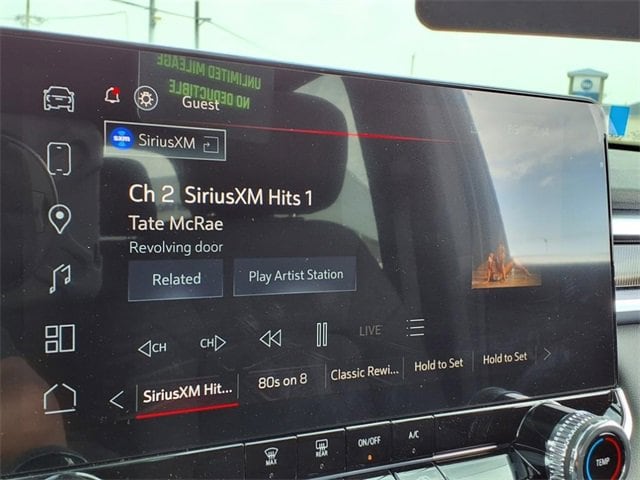 UNLIMITED MILEAGE
NO DEDUCTIBLE
Guest
sxm SiriusXM
Ch 2 SiriusXM Hits 1
Tate McRae
Revolving door
Related Play Artist Station
CH CH LIVE
SiriusXM Hit... 80s on 8 Classic Rewi... Hold to Set Hold to Set
MAX REAR ON/OFF A/C
TEMP